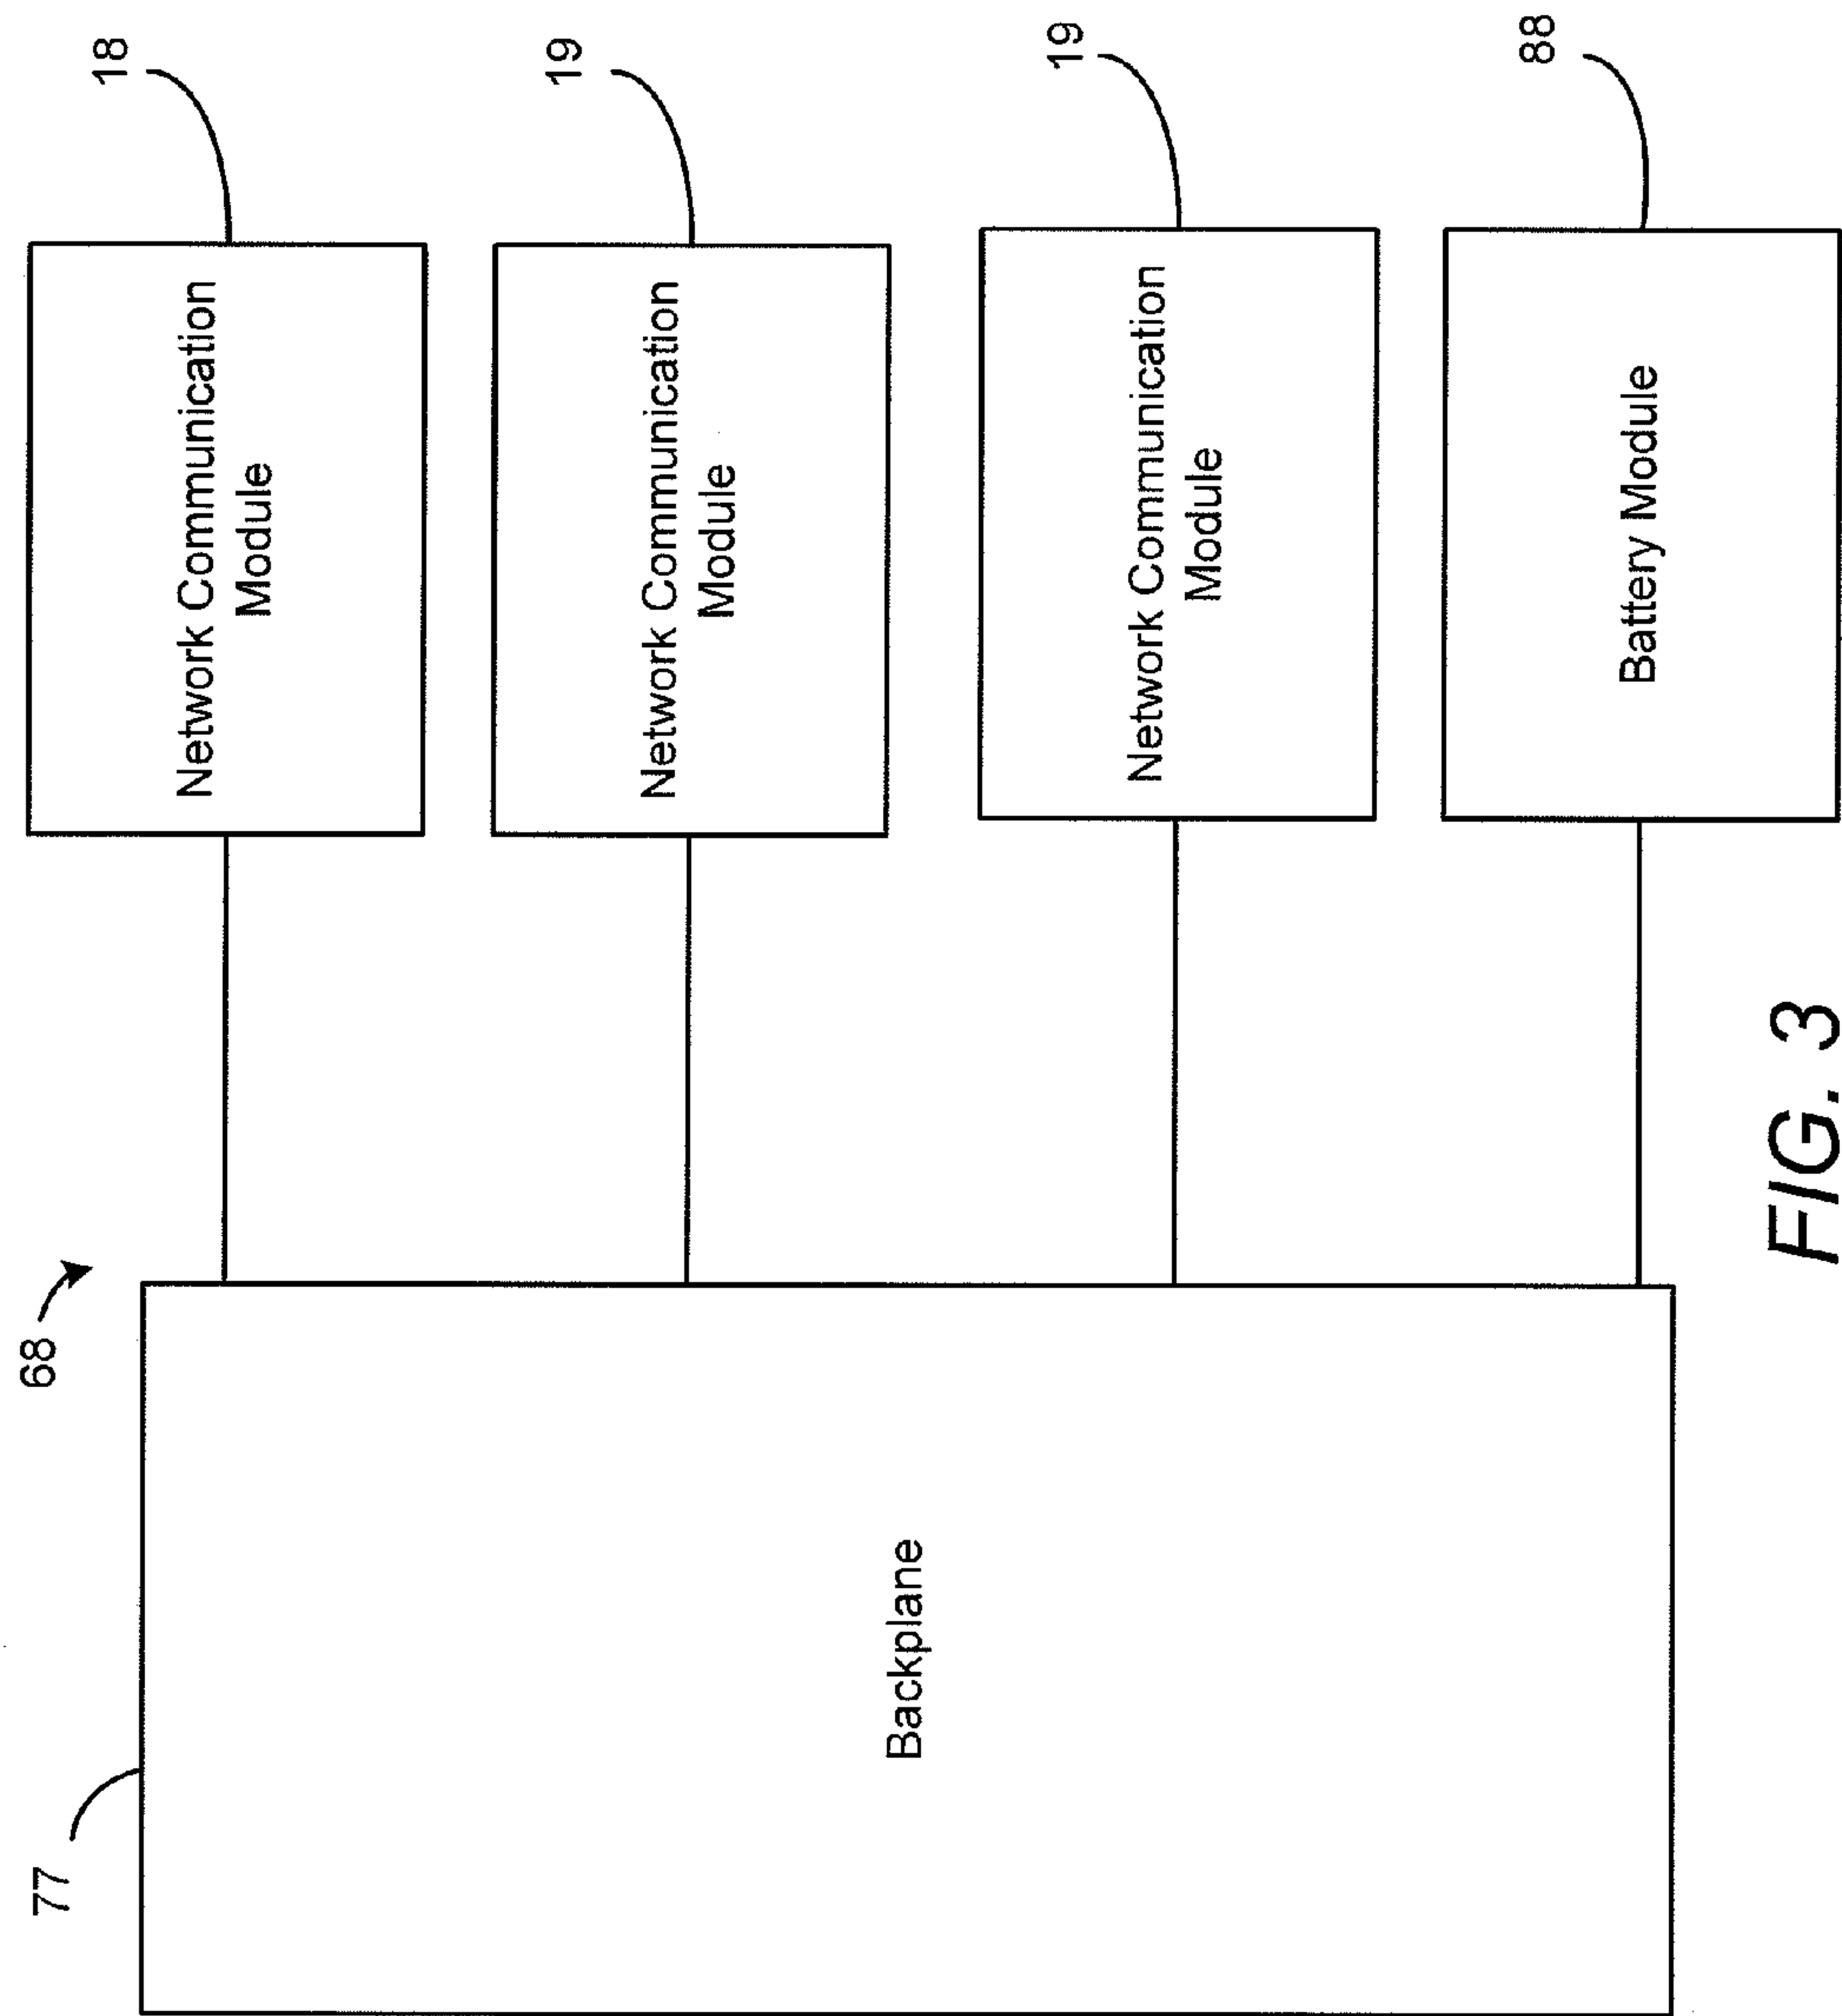 77
68
18
Network Communication
Module
19
Network Communication
Module
Backplane
19
Network Communication
Module
88
Battery Module
FIG. 3